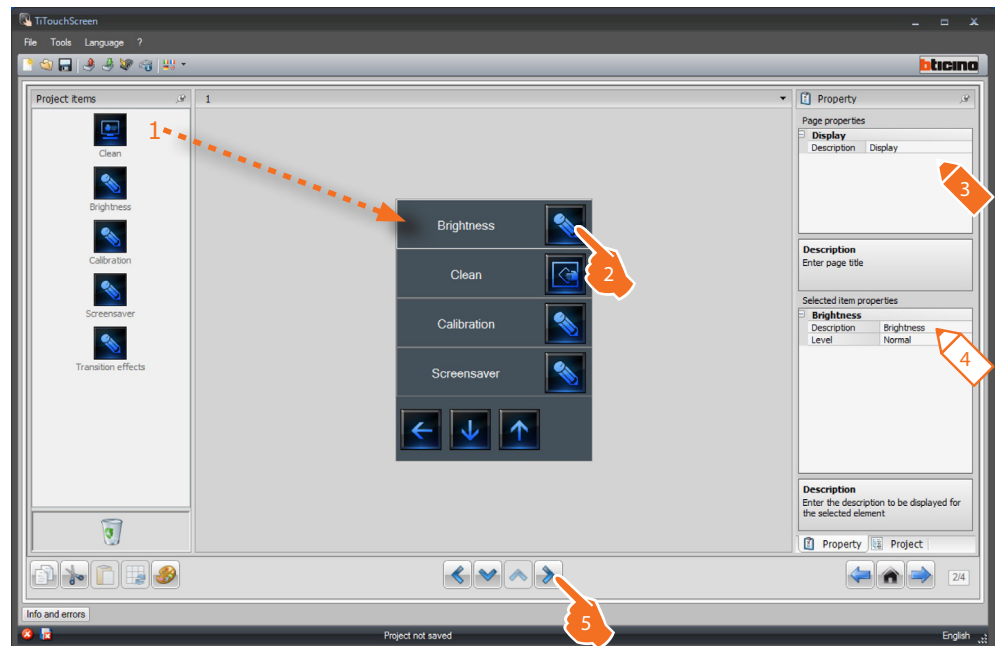 TiTouchScreen
File Tools Language ?
bticino
Project items
1
Property
Clean
Brightness
Calibration
Screensaver
Transition effects
1
Brightness
Clean
Calibration
Screensaver
2
Page properties
Display
Description Display
3
Description
Enter page title
Selected item properties
Brightness
Description Brightness
Level Normal
4
Description
Enter the description to be displayed for
the selected element
Property Project
2/4
5
Info and errors
Project not saved
English